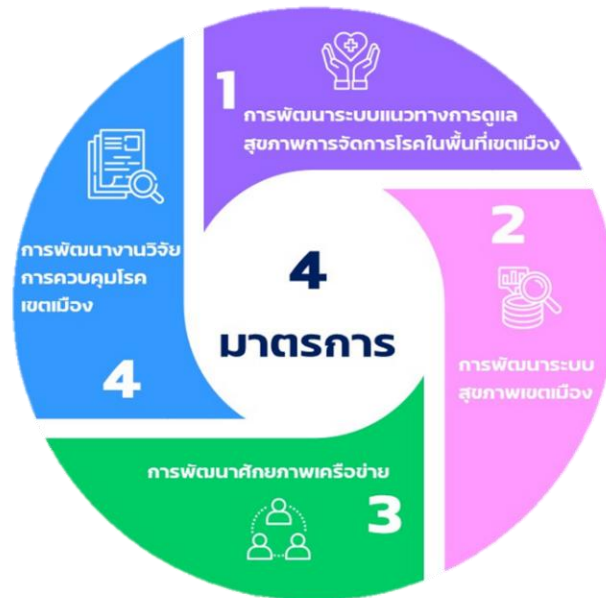 1
การพัฒนาระบบแนวทางการดูแล
สุขภาพการจัดการโรคในพื้นที่เขตเมือง
2
การพัฒนาระบบ
สุขภาพเขตเมือง
3
การพัฒนาศักยภาพเครือข่าย
4
การพัฒนางานวิจัย
การควบคุมโรค
เขตเมือง
4
มาตรการ